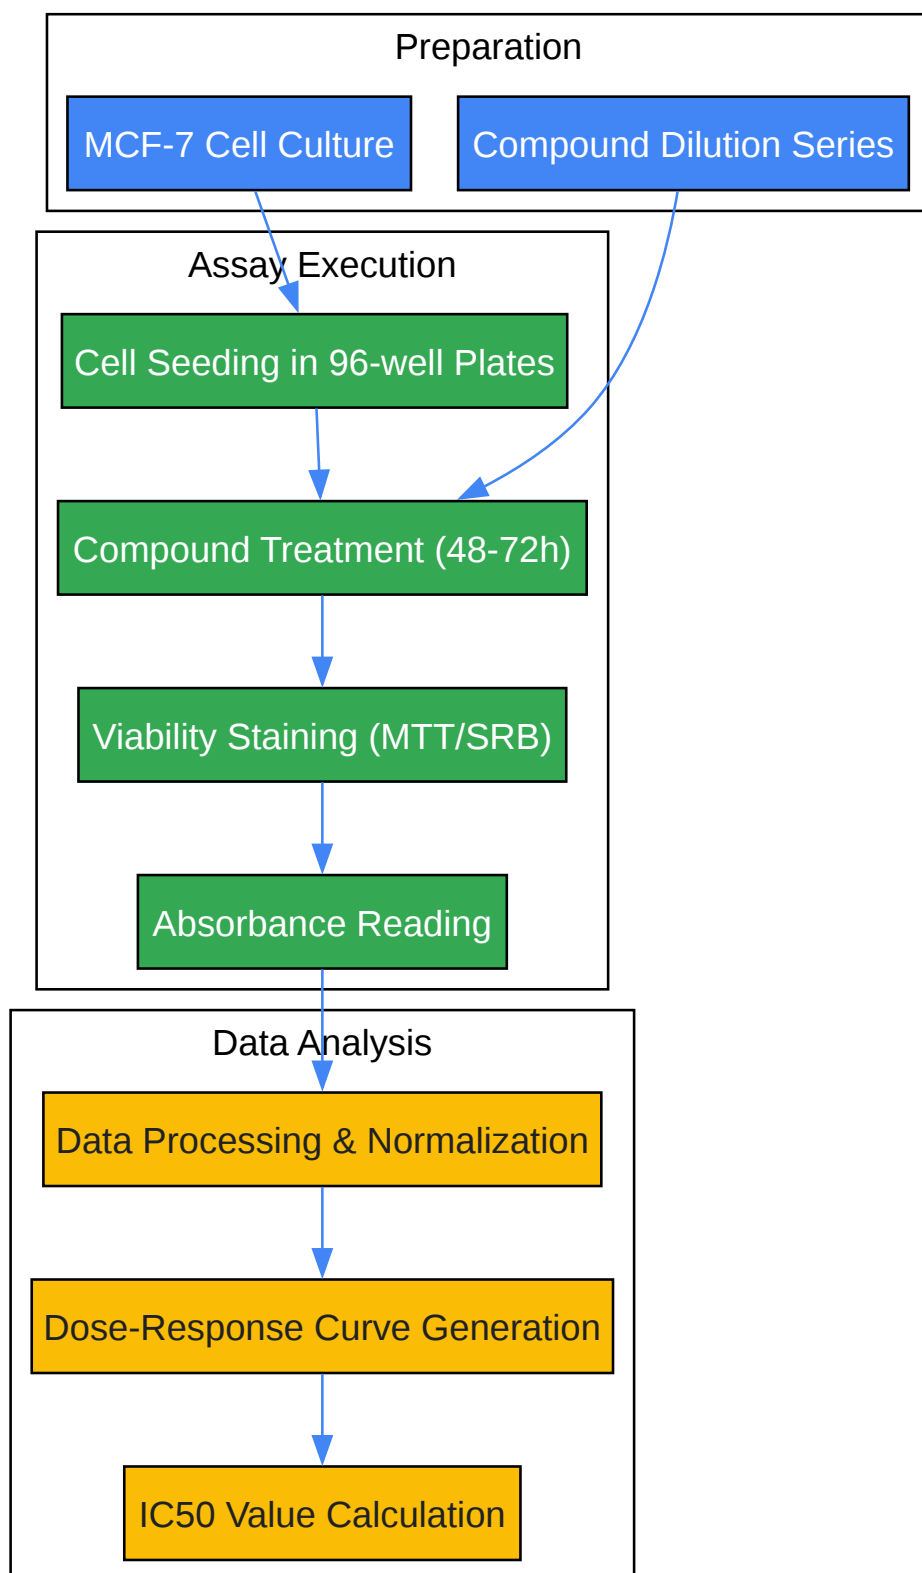 Preparation
MCF-7 Cell Culture
Compound Dilution Series
Assay Execution
Cell Seeding in 96-well Plates
Compound Treatment (48-72h)
Viability Staining (MTT/SRB)
Absorbance Reading
Data Analysis
Data Processing & Normalization
Dose-Response Curve Generation
IC50 Value Calculation